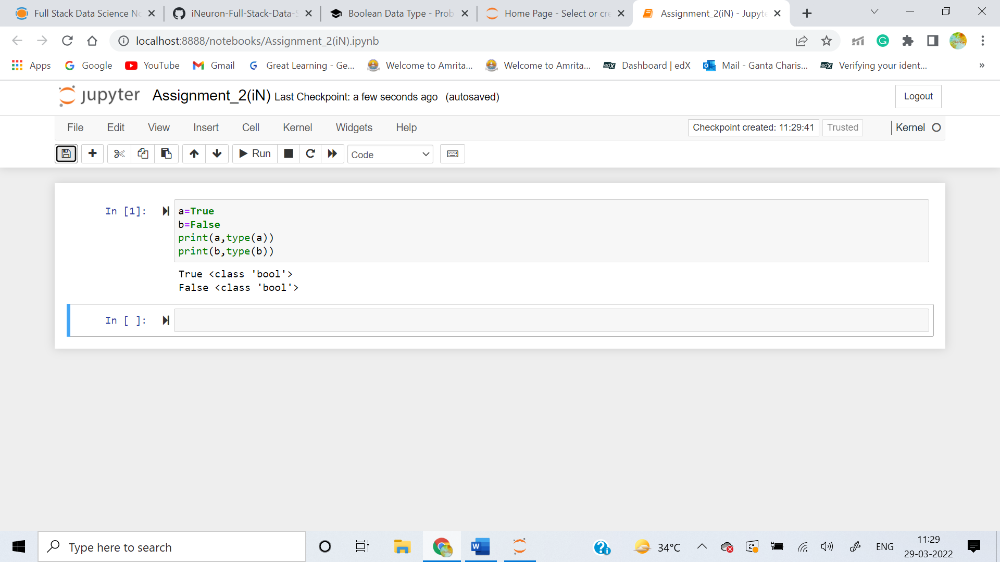 Full Stack Data Science No
iNeuron-Full-Stack-Data-S
Boolean Data Type - Prob
Home Page - Select or cre
Assignment_2(iN) - Jupyte
localhost:8888/notebooks/Assignment_2(iN).ipynb
Apps
Google
YouTube
Gmail
Great Learning - Ge...
Welcome to Amrita...
Welcome to Amrita...
edX Dashboard | edX
Mail - Ganta Charis...
edX Verifying your ident...
»
jupyter Assignment_2(iN) Last Checkpoint: a few seconds ago (autosaved)
Logout
File Edit View Insert Cell Kernel Widgets Help
Checkpoint created: 11:29:41
Trusted
Kernel
Run
Code
In [1]:
a=True
b=False
print(a,type(a))
print(b,type(b))
True <class 'bool'>
False <class 'bool'>
In [ ]:
Type here to search
34°C
ENG
11:29
29-03-2022